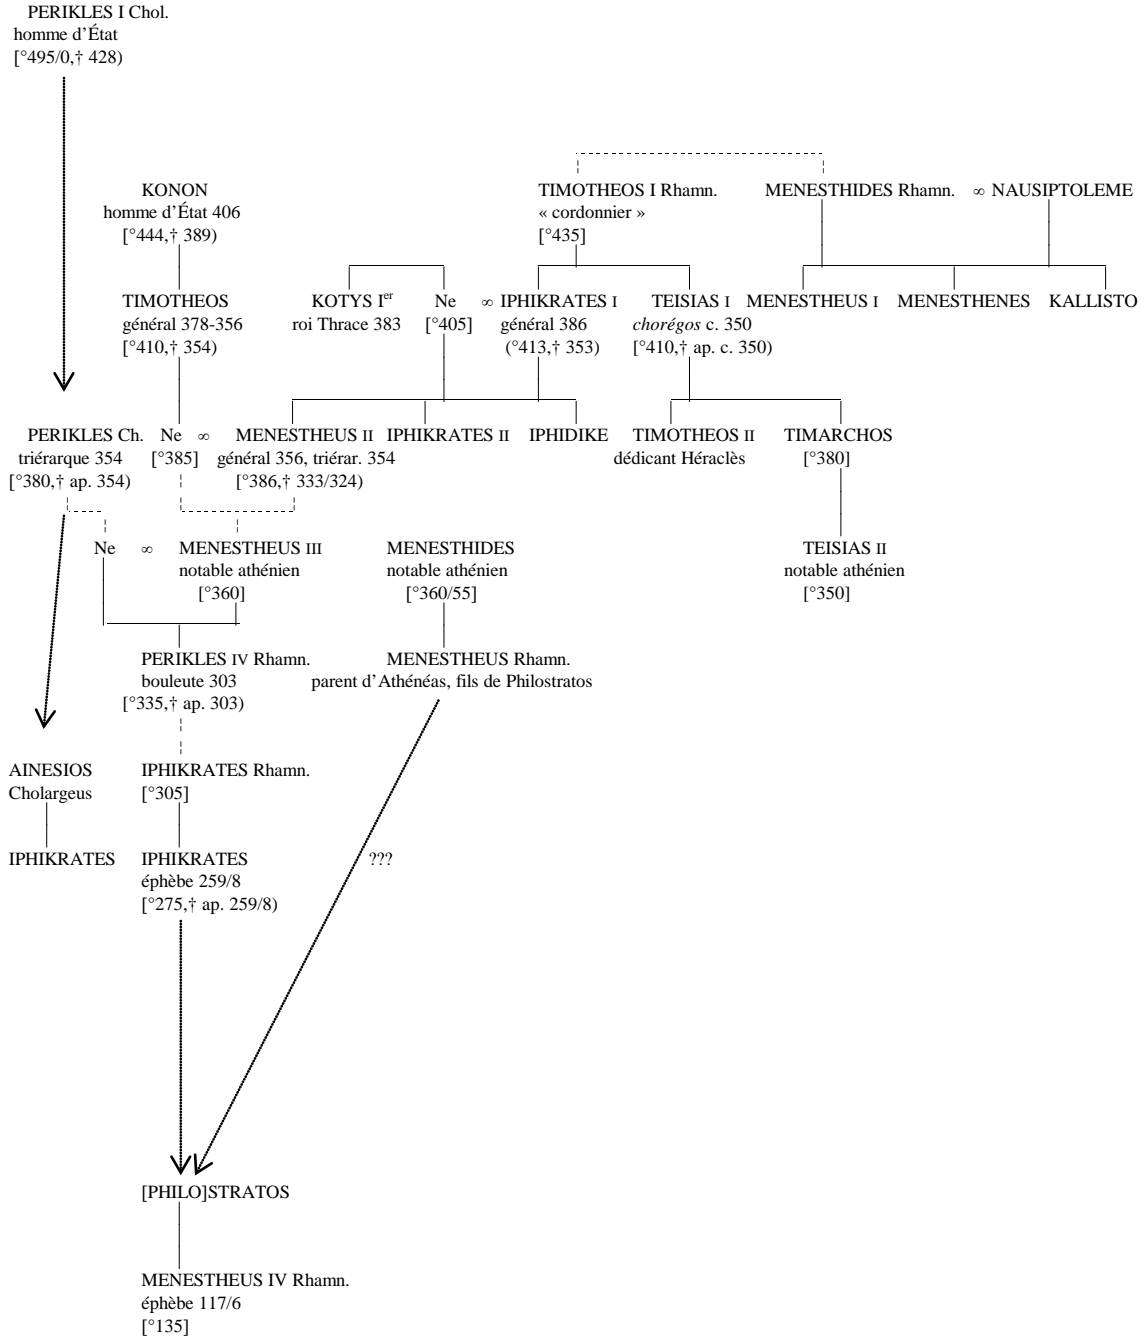 PERIKLES I Chol.
homme d’État
[°495/0,† 428)
KONON
homme d’État 406
[°444,† 389)
TIMOTHEOS I Rhamn.
« cordonnier »
[°435]
MENESTHIDES Rhamn. ∞ NAUSIPTOLEME
TIMOTHEOS
général 378-356
[°410,† 354)
KOTYS Ier
roi Thrace 383
Ne ∞
[°405]
IPHIKRATES I
général 386
(°413,† 353)
TEISIAS I
chorégos c. 350
[°410,† ap. c. 350)
MENESTHEUS I
MENESTHENES
KALLISTO
PERIKLES Ch.
triérarque 354
[°380,† ap. 354)
Ne ∞
[°385]
MENESTHEUS II
général 356, triérar. 354
[°386,† 333/324)
IPHIKRATES II
IPHIDIKE
TIMOTHEOS II
dédicant Héraclès
TIMARCHOS
[°380]
Ne ∞
MENESTHEUS III
notable athénien
[°360]
MENESTHIDES
notable athénien
[°360/55]
TEISIAS II
notable athénien
[°350]
PERIKLES IV Rhamn.
bouleute 303
[°335,† ap. 303)
MENESTHEUS Rhamn.
parent d’Athénéas, fils de Philostratos
AINESIOS
Cholargeus
IPHIKRATES Rhamn.
[°305]
IPHIKRATES
IPHIKRATES
éphèbe 259/8
[°275,† ap. 259/8)
???
[PHILO]STRATOS
MENESTHEUS IV Rhamn.
éphèbe 117/6
[°135]